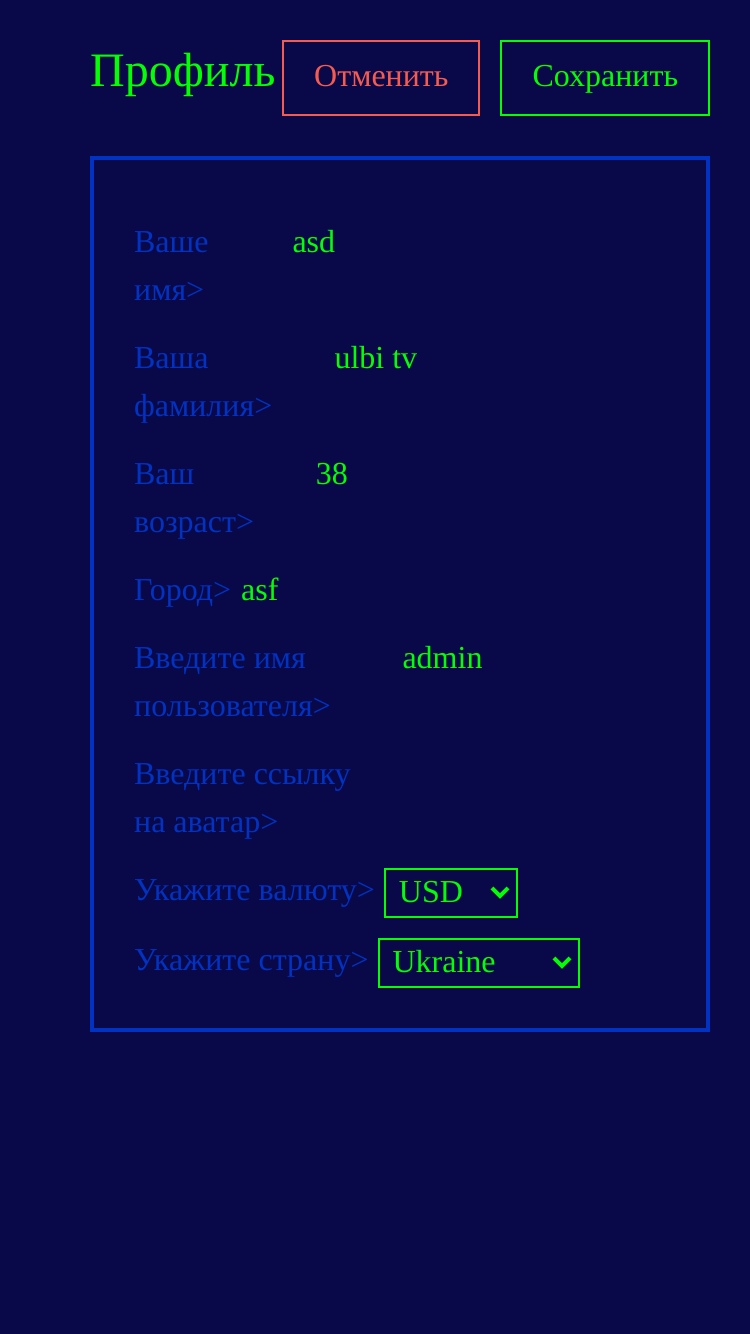 Профиль Отменить Сохранить
Ваше asd
имя>
Ваша ulbi tv
фамилия>
Ваш 38
возраст>
Город> asf
Введите имя admin
пользователя>
Введите ссылку
на аватар>
Укажите валюту> USD
Укажите страну> Ukraine